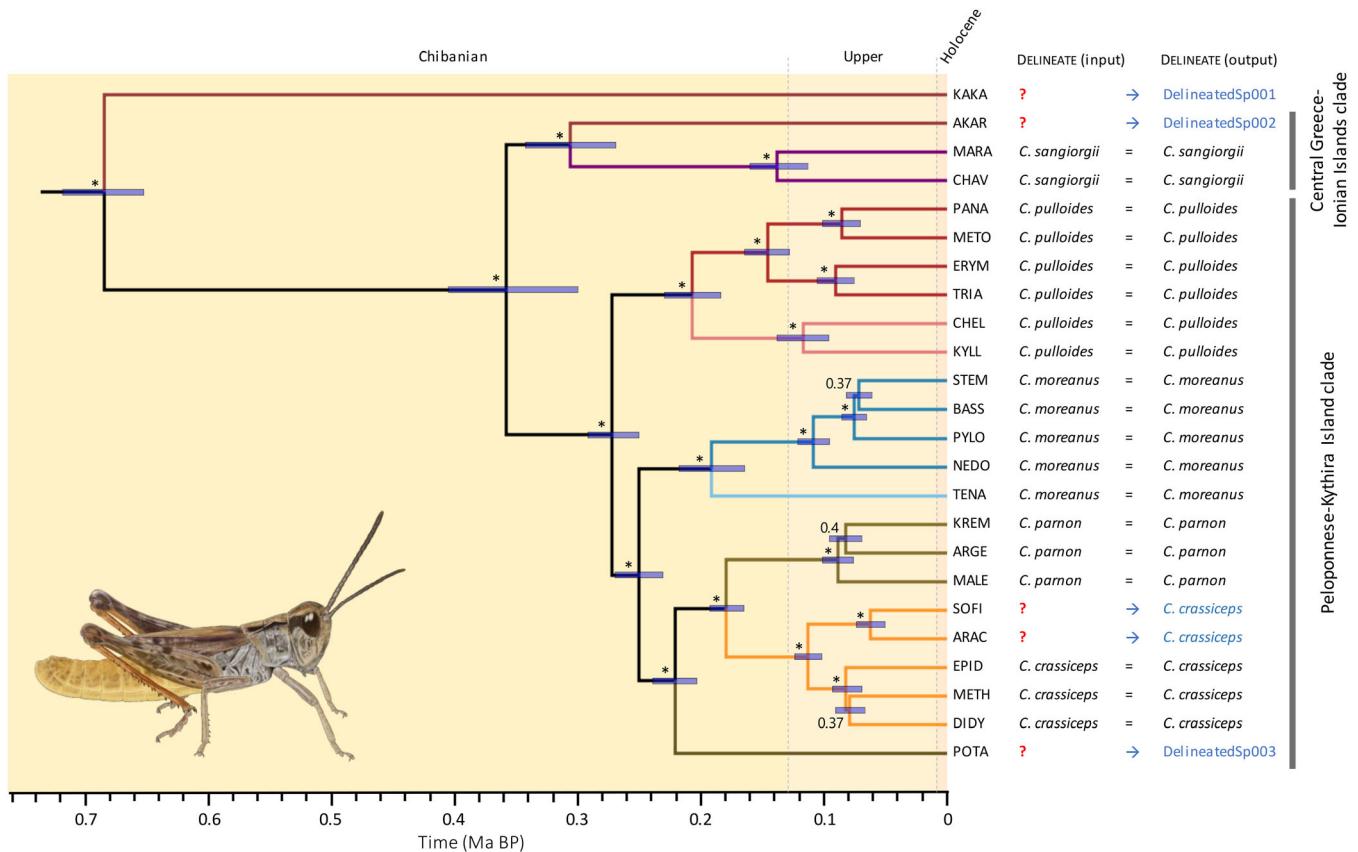 Chibanian Upper Holocene DELINEATE (input) DELINEATE (output)
KAKA ? → DelineatedSp001
* AKAR ? → DelineatedSp002
* MARA C. sangiorgii = C. sangiorgii
* CHAV C. sangiorgii = C. sangiorgii
* PANA C. pulloides = C. pulloides
* METO C. pulloides = C. pulloides
* ERYM C. pulloides = C. pulloides
* TRIA C. pulloides = C. pulloides
* CHEL C. pulloides = C. pulloides
* KYLL C. pulloides = C. pulloides
0.37 STEM C. moreanus = C. moreanus
* BASS C. moreanus = C. moreanus
* PYLO C. moreanus = C. moreanus
* NEDO C. moreanus = C. moreanus
* TENA C. moreanus = C. moreanus
0.4 KREM C. parnon = C. parnon
* ARGE C. parnon = C. parnon
* MALE C. parnon = C. parnon
* SOFI ? → C. crassiceps
* ARAC ? → C. crassiceps
* EPID C. crassiceps = C. crassiceps
* METH C. crassiceps = C. crassiceps
0.37 DIDY C. crassiceps = C. crassiceps
POTA ? → DelineatedSp003
Central Greece-
Ionian Islands clade
Peloponnese-Kythira Island clade
0.7 0.6 0.5 0.4 0.3 0.2 0.1 0
Time (Ma BP)